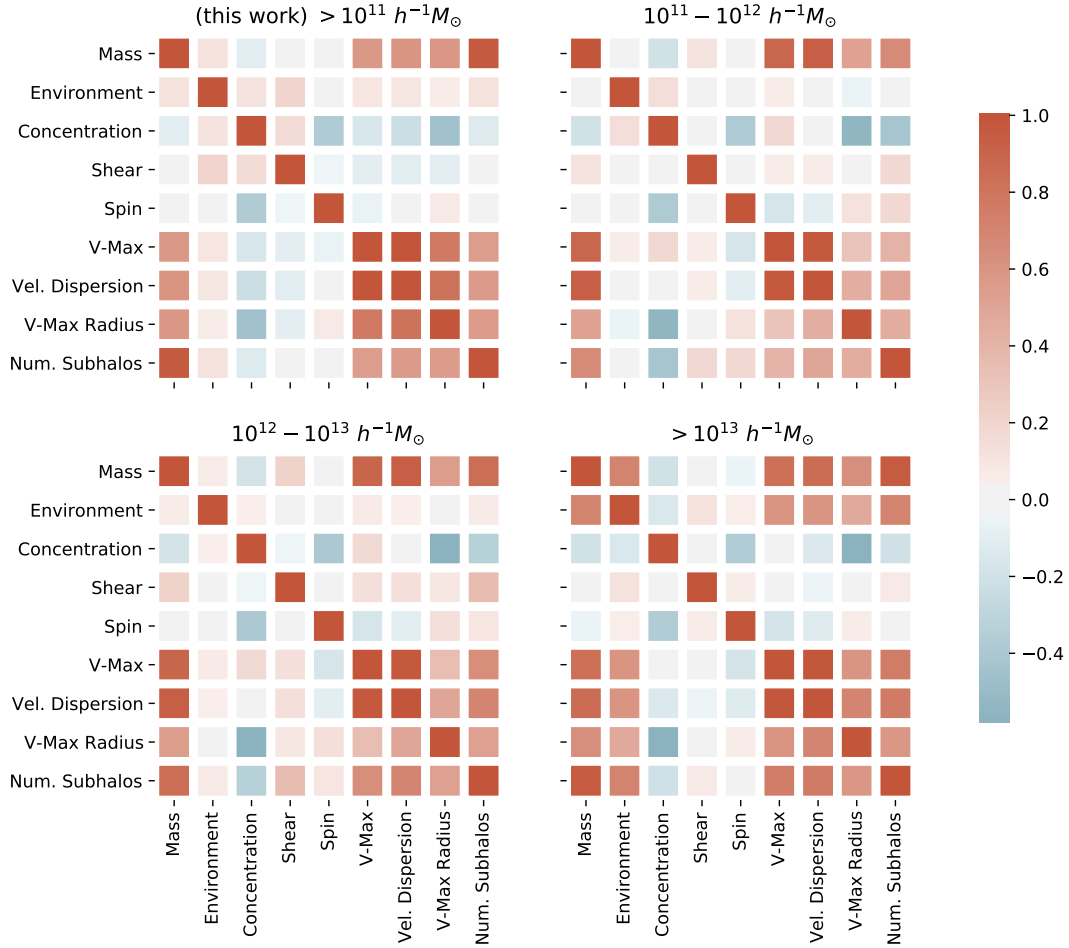 (this work) > 10¹¹ h⁻¹M⊙
10¹¹ − 10¹² h⁻¹M⊙
Mass
Environment
Concentration
Shear
Spin
V-Max
Vel. Dispersion
V-Max Radius
Num. Subhalos
1.0
0.8
0.6
0.4
0.2
0.0
−0.2
−0.4
10¹² − 10¹³ h⁻¹M⊙
> 10¹³ h⁻¹M⊙
Mass
Environment
Concentration
Shear
Spin
V-Max
Vel. Dispersion
V-Max Radius
Num. Subhalos
Mass
Environment
Concentration
Shear
Spin
V-Max
Vel. Dispersion
V-Max Radius
Num. Subhalos
Mass
Environment
Concentration
Shear
Spin
V-Max
Vel. Dispersion
V-Max Radius
Num. Subhalos